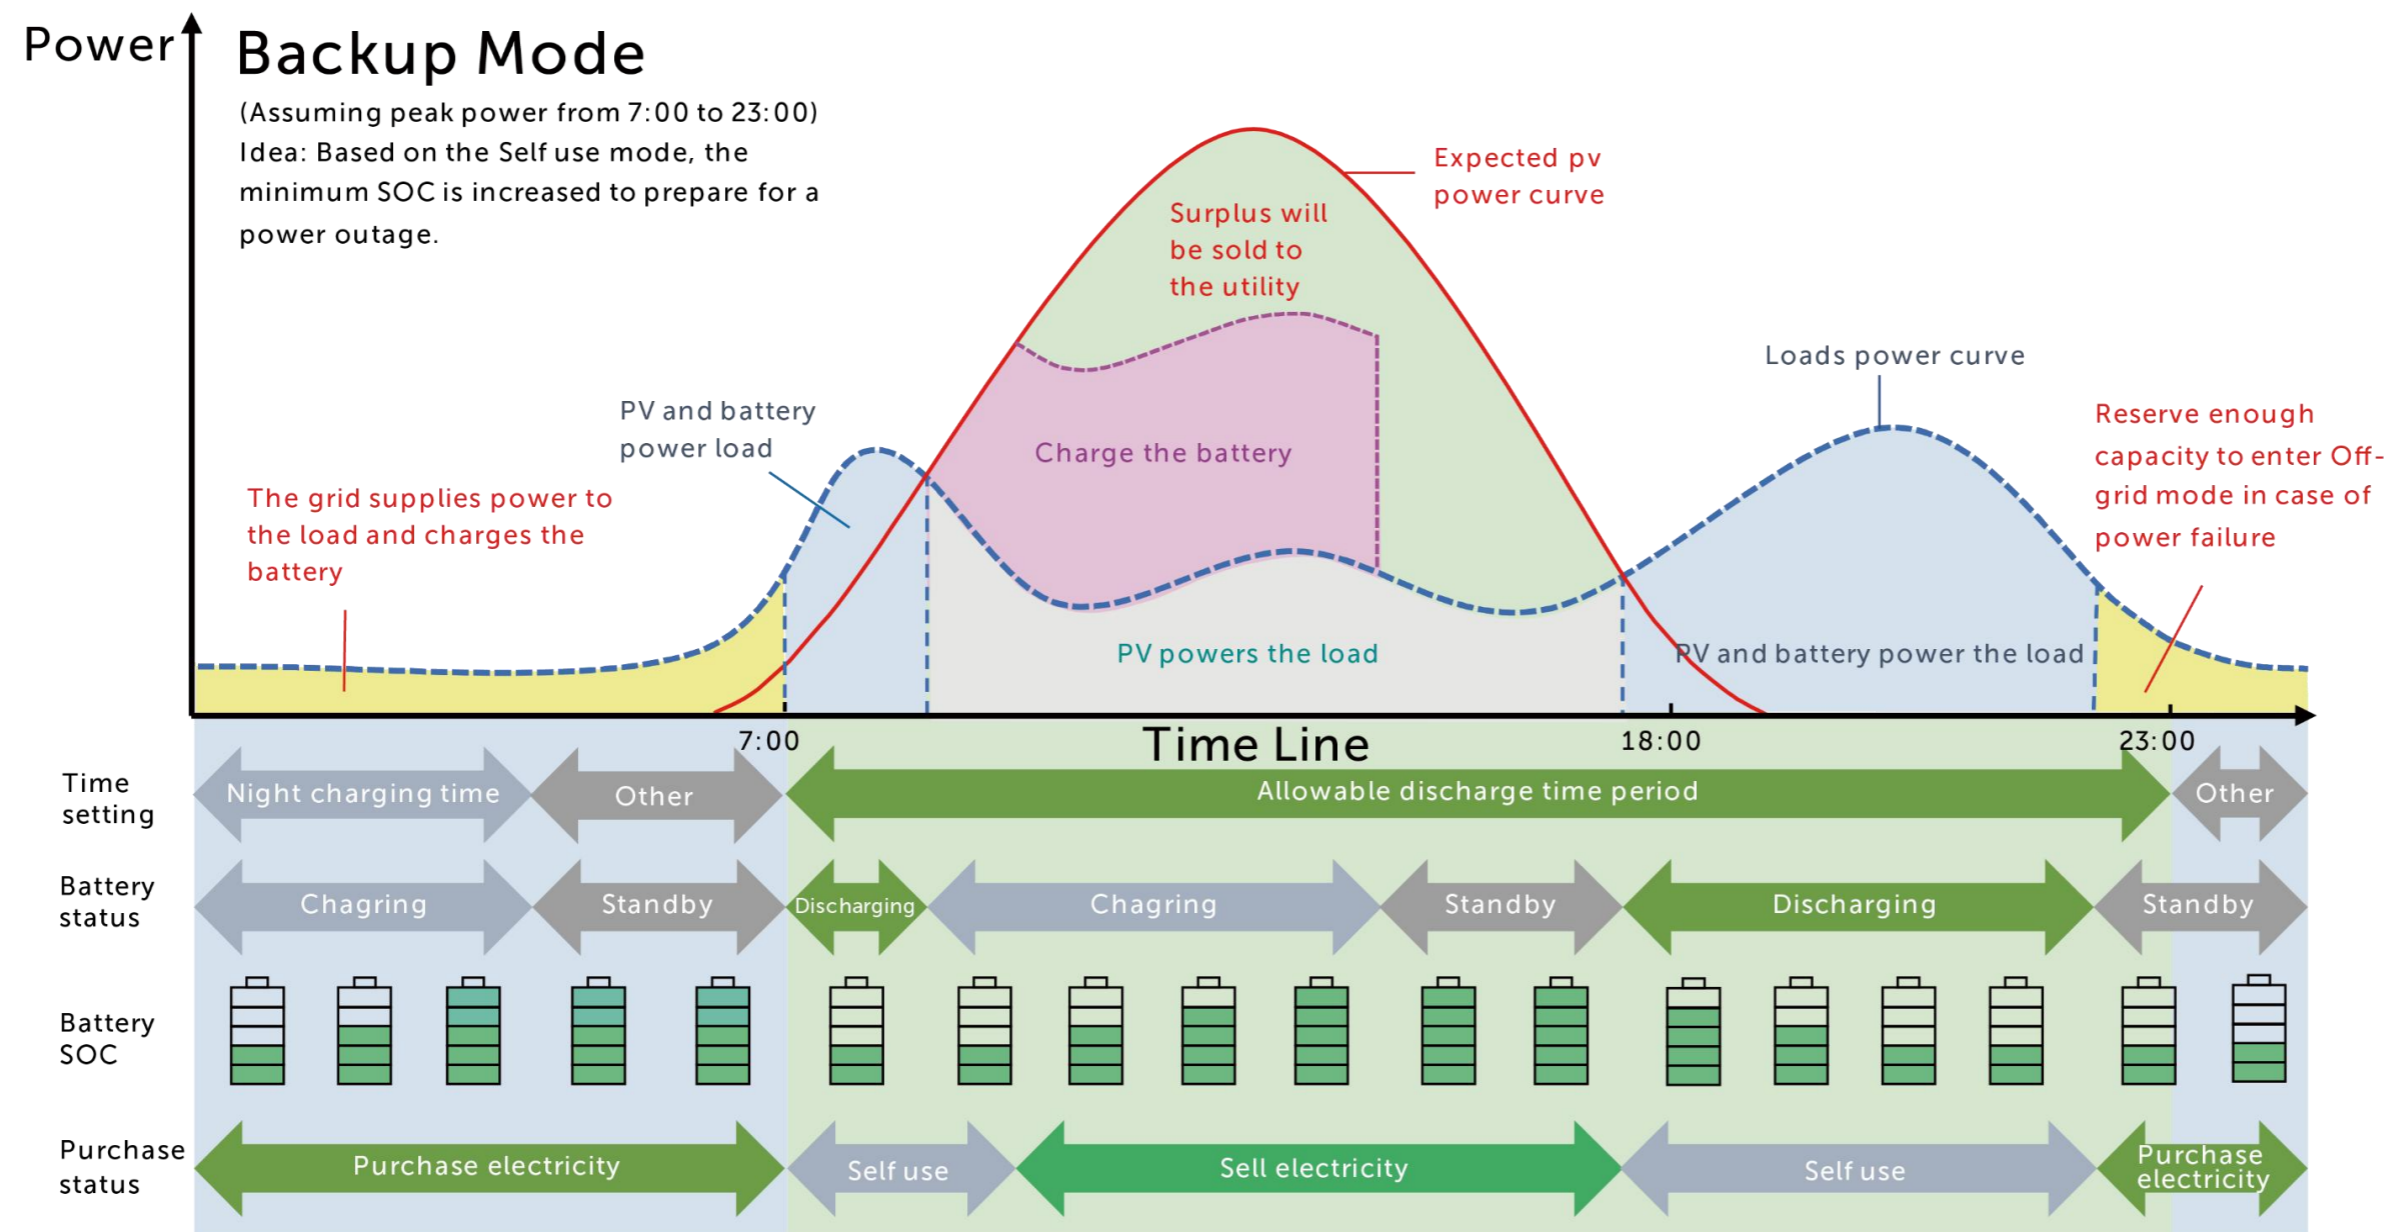 Power
Backup Mode
(Assuming peak power from 7:00 to 23:00)
Idea: Based on the Self use mode, the
minimum SOC is increased to prepare for a
power outage.
Expected pv
power curve
Surplus will
be sold to
the utility
Loads power curve
PV and battery
power load
Reserve enough
capacity to enter Off-
grid mode in case of
power failure
Charge the battery
The grid supplies power to
the load and charges the
battery
PV powers the load
PV and battery power the load
7:00
Time Line
18:00
23:00
Time
setting
Night charging time
Other
Allowable discharge time period
Other
Battery
status
Chagring
Standby
Discharging
Chagring
Standby
Discharging
Standby
Battery
SOC
Purchase
status
Purchase electricity
Self use
Sell electricity
Self use
Purchase
electricity